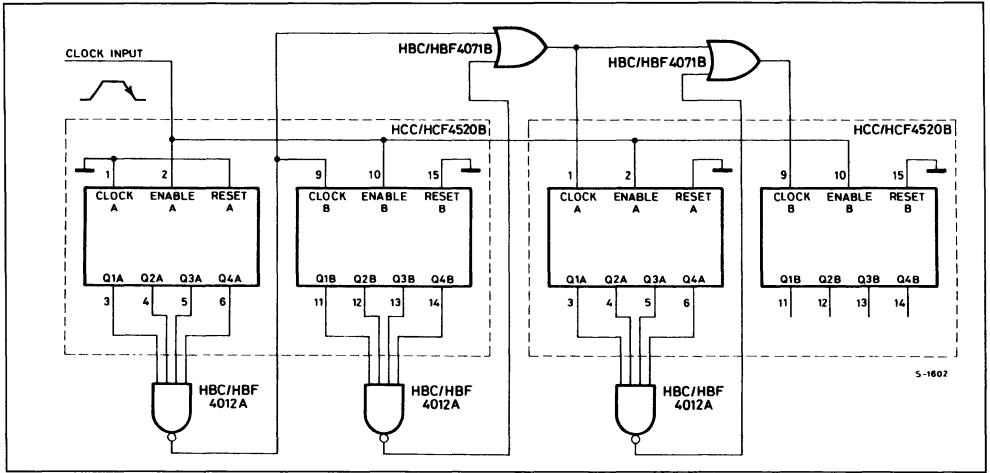 CLOCK INPUT
HBC/HBF4071B
HBC/HBF4071B
HCC/HCF4520B
HCC/HCF4520B
1 2
CLOCK A ENABLE A RESET A
Q1A Q2A Q3A Q4A
3 4 5 6
9 10 15
CLOCK B ENABLE B RESET B
Q1B Q2B Q3B Q4B
11 12 13 14
1 2
CLOCK A ENABLE A RESET A
Q1A Q2A Q3A Q4A
3 4 5 6
9 10 15
CLOCK B ENABLE B RESET B
Q1B Q2B Q3B Q4B
11 12 13 14
HBC/HBF
4012A
HBC/HBF
4012A
HBC/HBF
4012A
S-1602